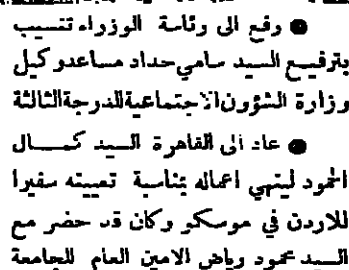 ● رفع الى رئاسة الوزراء تنسيب
بترفيع السيد سامي حداد مساعد وكيل
وزارة الشؤون الاجتماعية للدرجة الثالثة
● عاد الى القاهرة السيد كمال
الحمود لينهي اعماله بمناسبة تعيينه سفيرا
للاردن في موسكو وكان قد حضر مع
السيد محمود رياض الامين العام للجامعة